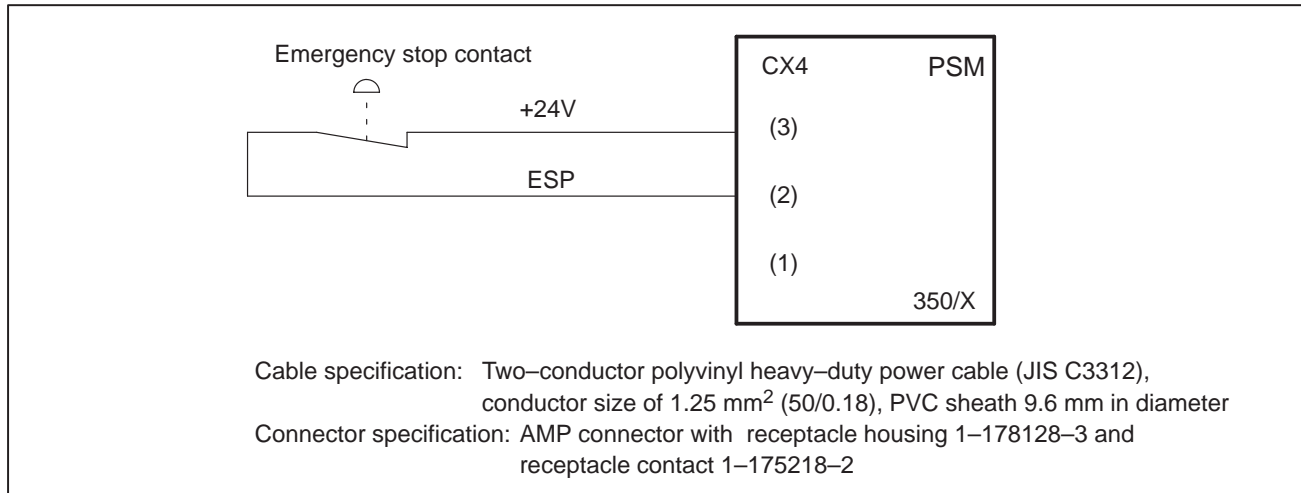 Emergency stop contact
CX4 PSM
+24V
(3)
ESP
(2)
(1)
350/X
Cable specification: Two–conductor polyvinyl heavy–duty power cable (JIS C3312),
conductor size of 1.25 mm² (50/0.18), PVC sheath 9.6 mm in diameter
Connector specification: AMP connector with receptacle housing 1–178128–3 and
receptacle contact 1–175218–2